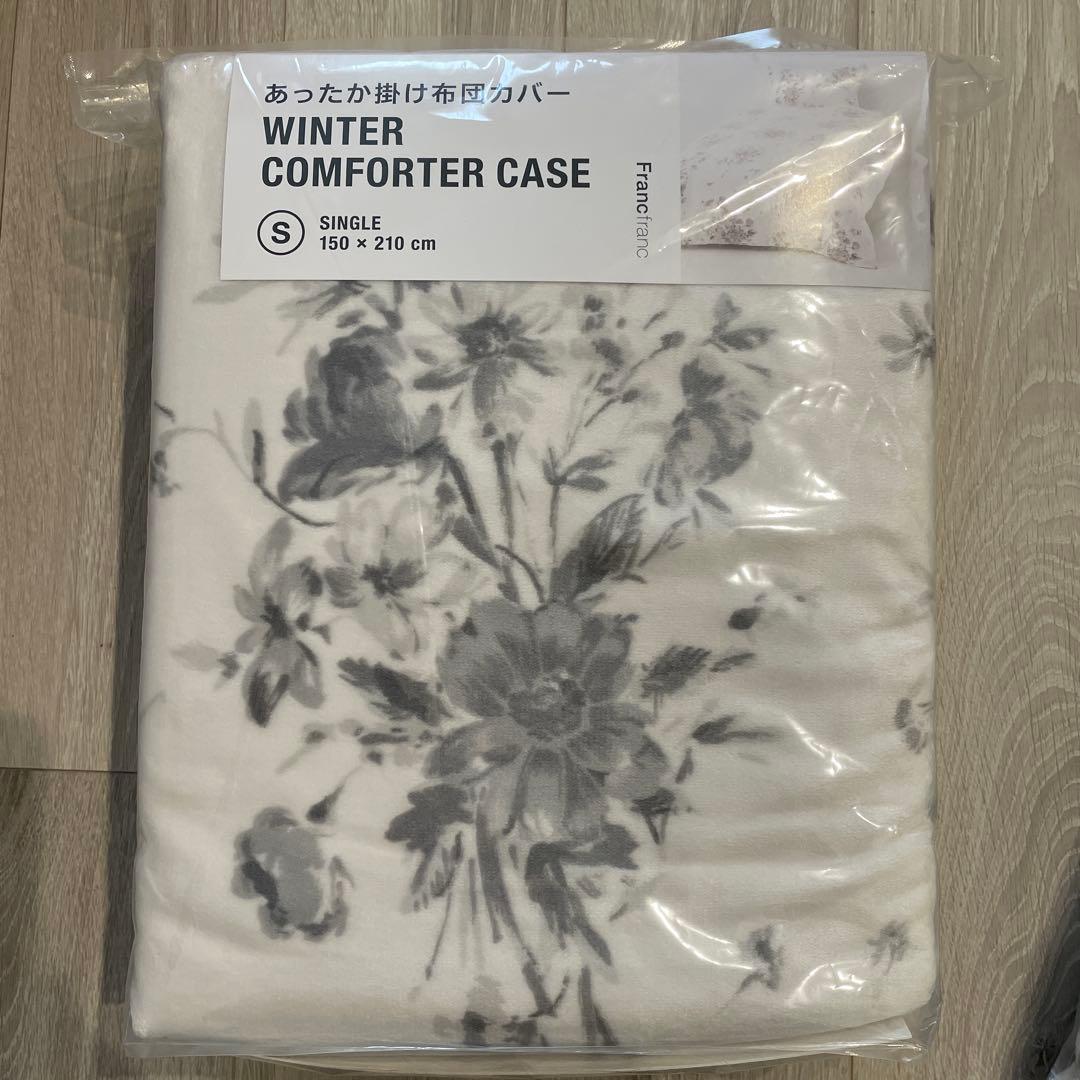 あったか掛け布団カバー
WINTER
COMFORTER CASE
S
SINGLE
150 × 210 cm
Francfranc